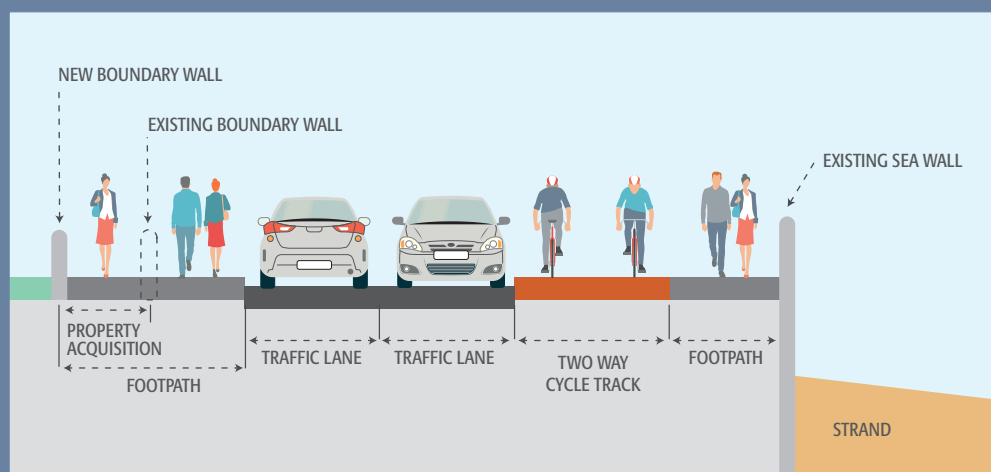 NEW BOUNDARY WALL
EXISTING BOUNDARY WALL
EXISTING SEA WALL
PROPERTY
ACQUISITION
FOOTPATH
TRAFFIC LANE
TRAFFIC LANE
TWO WAY
CYCLE TRACK
FOOTPATH
STRAND